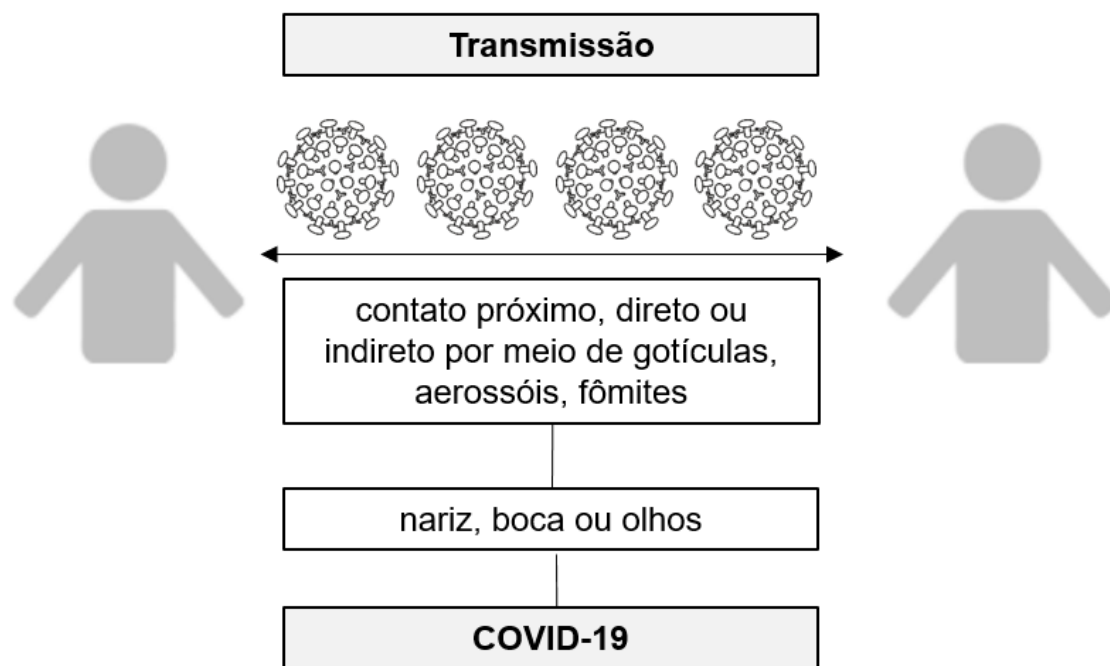 Transmissão
contato próximo, direto ou
indireto por meio de gotículas,
aerossóis, fômites
nariz, boca ou olhos
COVID-19